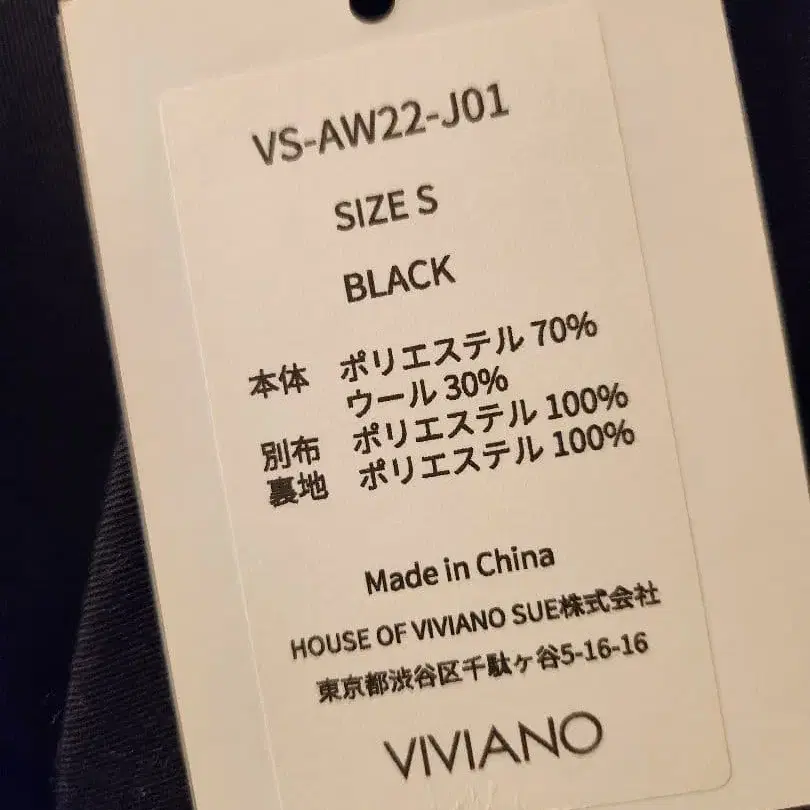 VS-AW22-J01
SIZE S
BLACK
本体 ポリエステル 70%
ウール 30%
別布 ポリエステル 100%
裏地 ポリエステル 100%
Made in China
HOUSE OF VIVIANO SUE株式会社
東京都渋谷区千駄ヶ谷5-16-16
VIVIANO